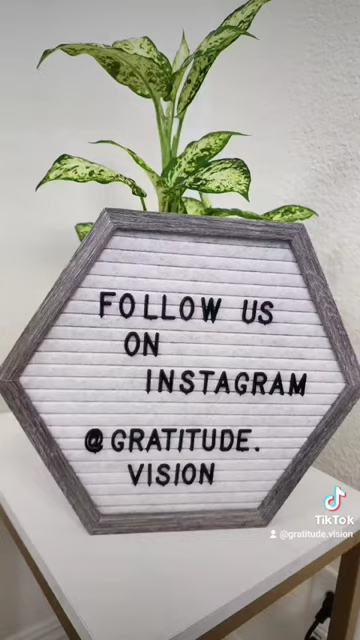 FOLLOW US
ON
INSTAGRAM
@GRATITUDE.
VISION
TikTok
@gratitude.vision